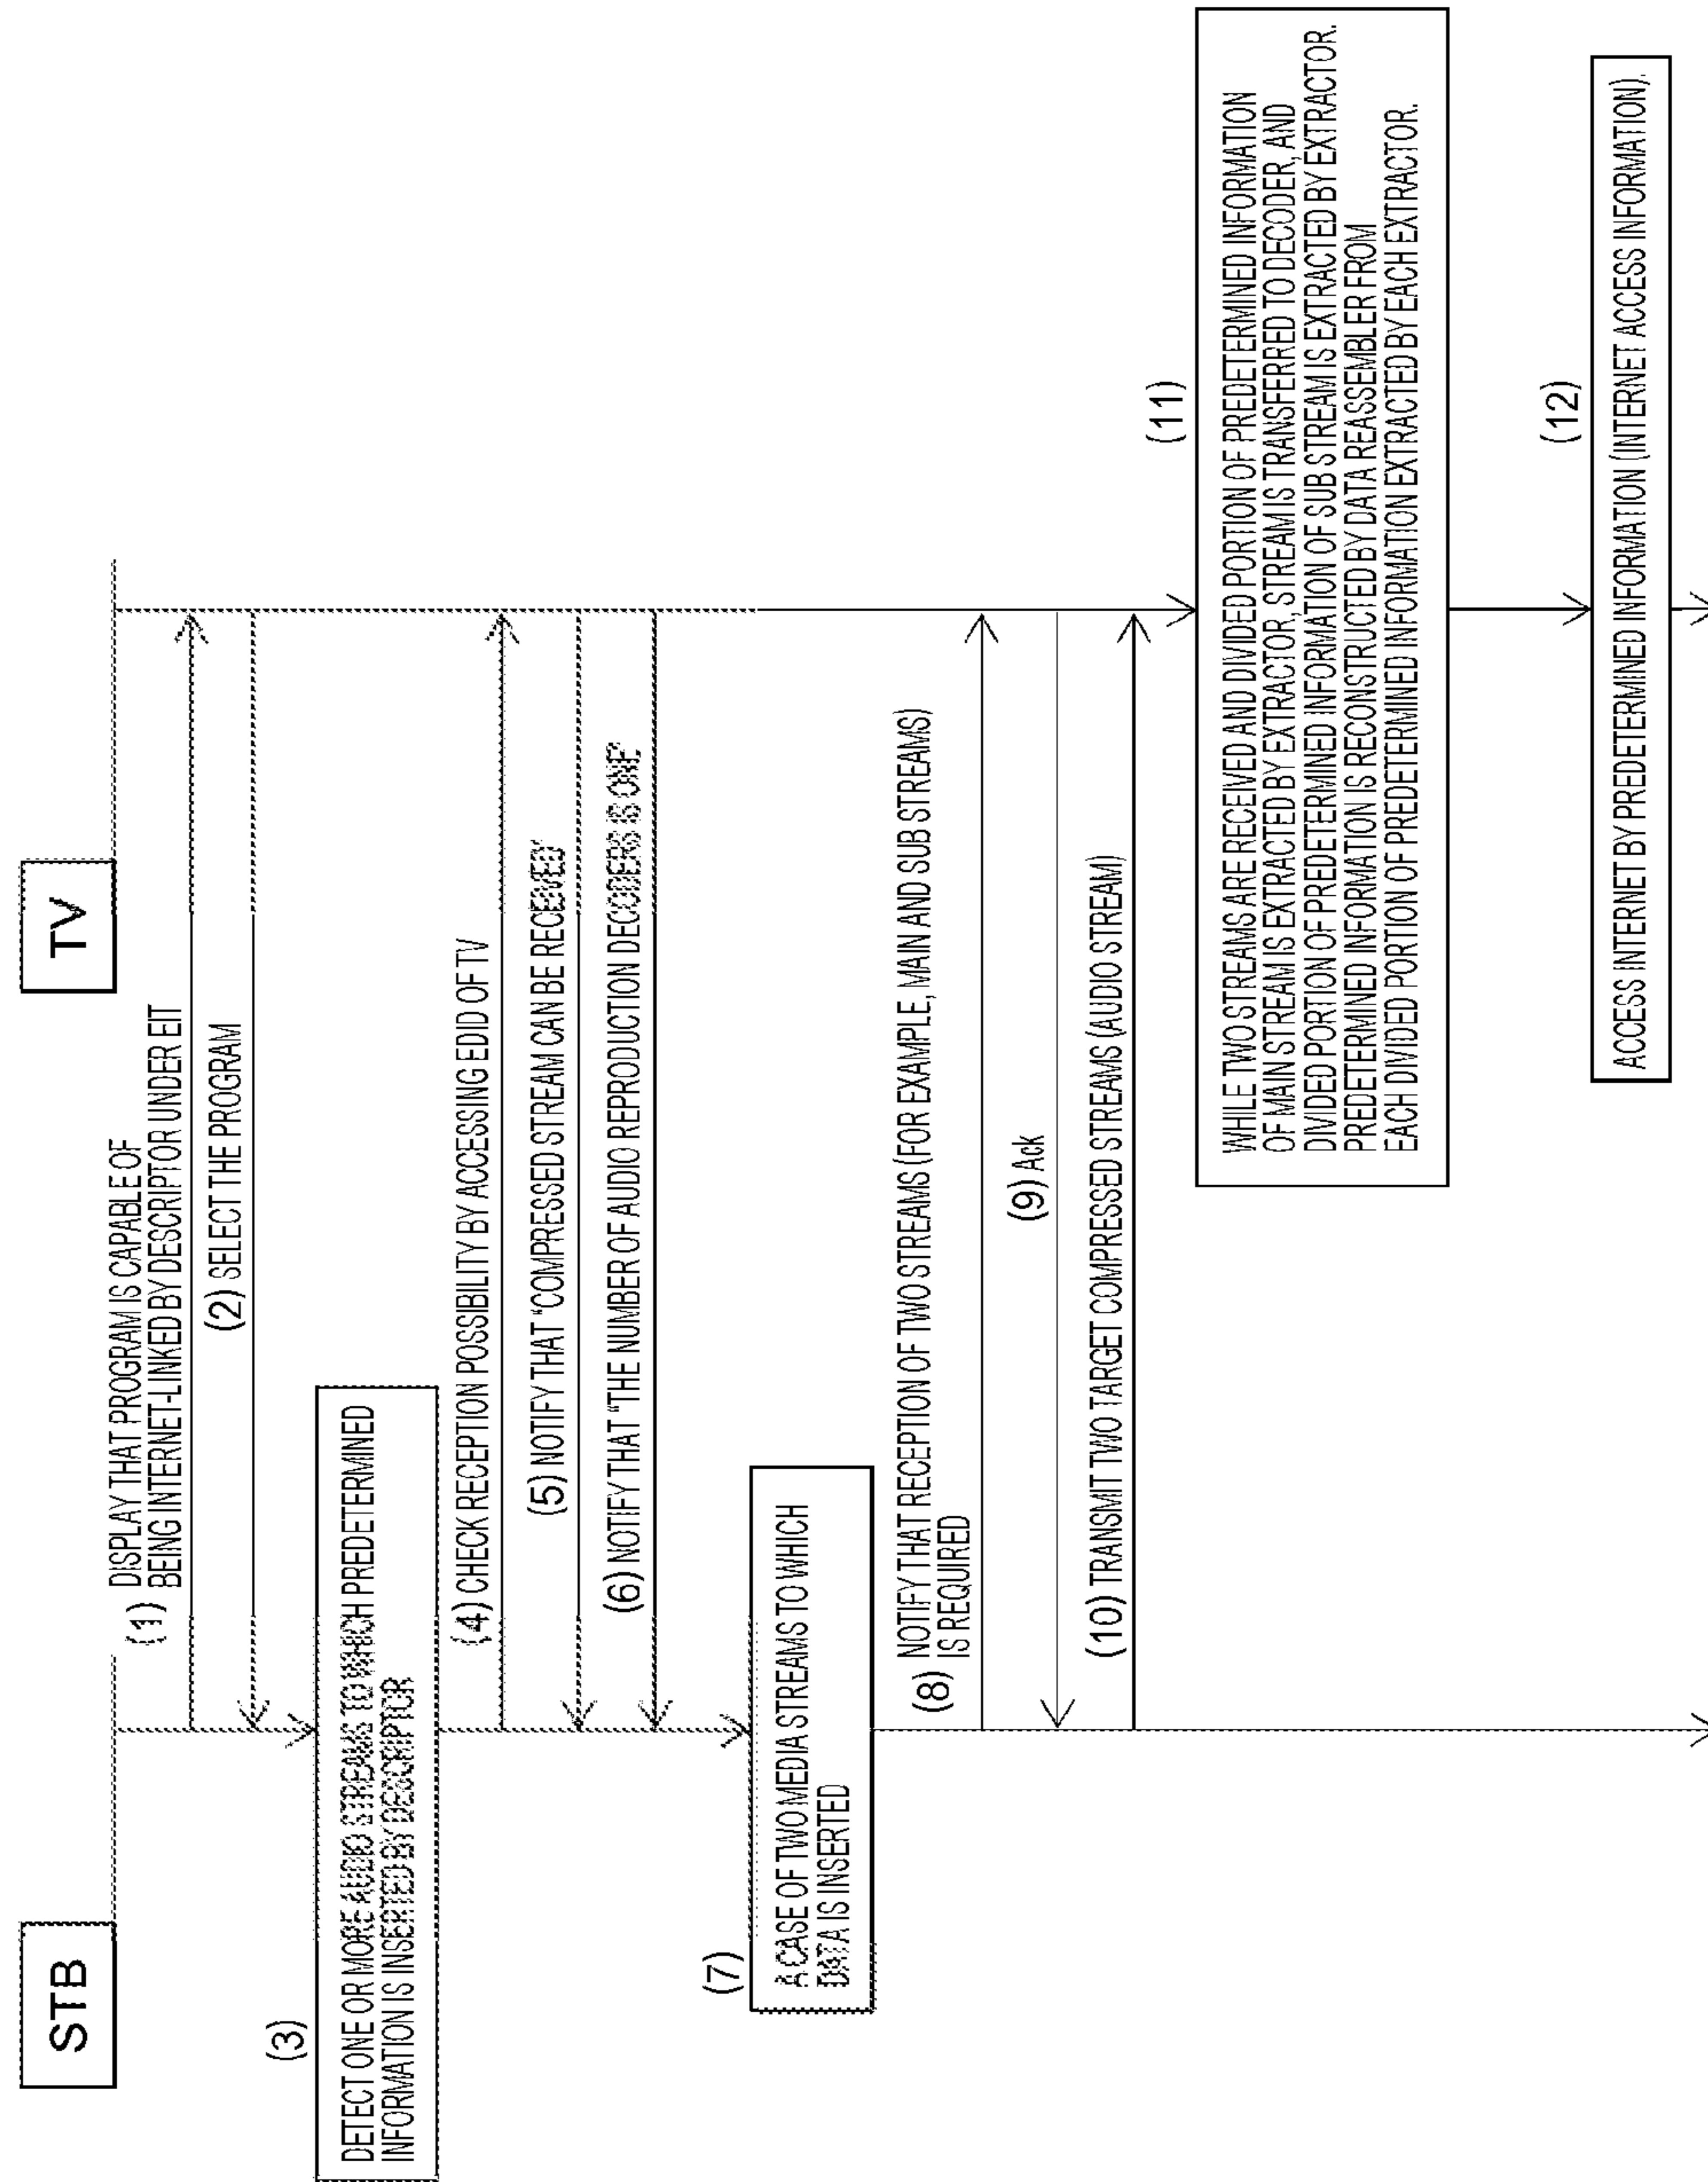 STB
TV
(1) DISPLAY THAT PROGRAM IS CAPABLE OF
BEING INTERNET-LINKED BY DESCRIPTOR UNDER EIT
(2) SELECT THE PROGRAM
(3)
DETECT ONE OR MORE AUDIO STREAMS TO WHICH PREDETERMINED
INFORMATION IS INSERTED BY DESCRIPTOR
(4) CHECK RECEPTION POSSIBILITY BY ACCESSING EDID OF TV
(5) NOTIFY THAT "COMPRESSED STREAM CAN BE RECEIVED"
(6) NOTIFY THAT "THE NUMBER OF AUDIO REPRODUCTION DECODERS IS ONE"
(7)
A CASE OF TWO MEDIA STREAMS TO WHICH
DATA IS INSERTED
(8) NOTIFY THAT RECEPTION OF TWO STREAMS (FOR EXAMPLE, MAIN AND SUB STREAMS)
IS REQUIRED
(9) Ack
(10) TRANSMIT TWO TARGET COMPRESSED STREAMS (AUDIO STREAM)
(11)
WHILE TWO STREAMS ARE RECEIVED AND DIVIDED PORTION OF PREDETERMINED INFORMATION
OF MAIN STREAM IS EXTRACTED BY EXTRACTOR, STREAM IS TRANSFERRED TO DECODER, AND
DIVIDED PORTION OF PREDETERMINED INFORMATION OF SUB STREAM IS EXTRACTED BY EXTRACTOR.
PREDETERMINED INFORMATION IS RECONSTRUCTED BY DATA REASSEMBLER FROM
EACH DIVIDED PORTION OF PREDETERMINED INFORMATION EXTRACTED BY EACH EXTRACTOR.
(12)
ACCESS INTERNET BY PREDETERMINED INFORMATION (INTERNET ACCESS INFORMATION).